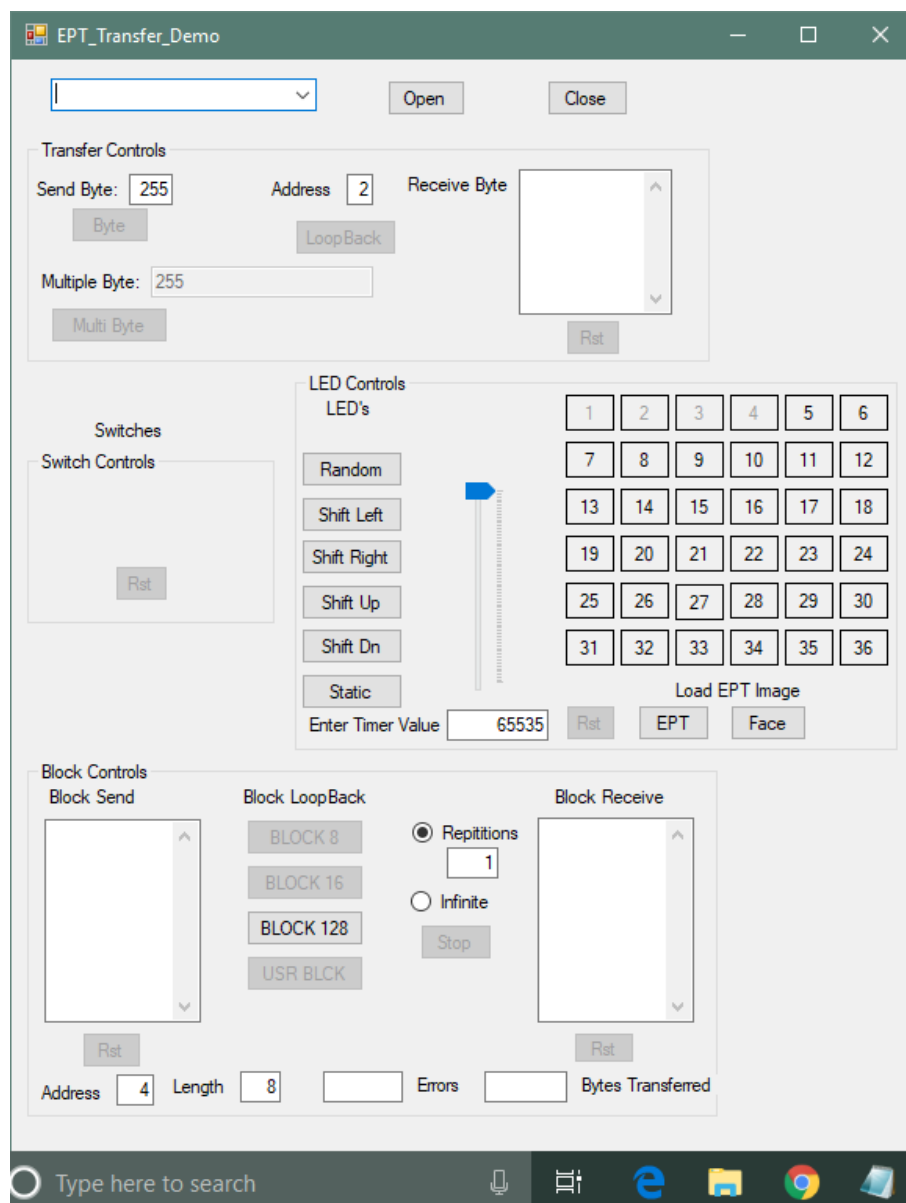 EPT_Transfer_Demo
Open Close
Transfer Controls
Send Byte: 255 Address 2 Receive Byte
Byte
LoopBack
Multiple Byte: 255
Multi Byte
Rst
LED Controls
LED's
Switches
Switch Controls
Rst
Random
Shift Left
Shift Right
Shift Up
Shift Dn
Static
Enter Timer Value 65535
1 2 3 4 5 6
7 8 9 10 11 12
13 14 15 16 17 18
19 20 21 22 23 24
25 26 27 28 29 30
31 32 33 34 35 36
Load EPT Image
Rst EPT Face
Block Controls
Block Send Block LoopBack Block Receive
BLOCK 8
BLOCK 16
BLOCK 128
USR BLCK
Repititions
1
Infinite
Stop
Rst Rst
Address 4 Length 8 Errors Bytes Transferred
Type here to search